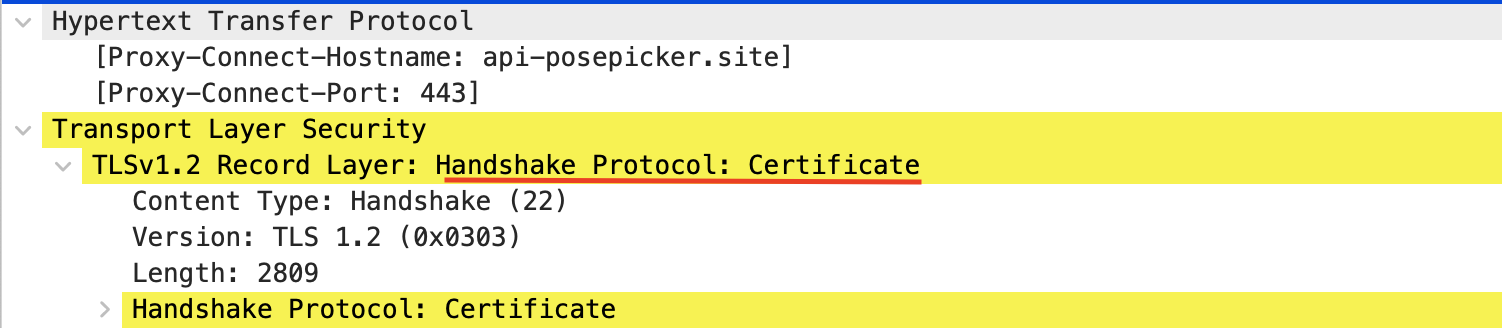 Hypertext Transfer Protocol
[Proxy-Connect-Hostname: api-posepicker.site]
[Proxy-Connect-Port: 443]
Transport Layer Security
TLSv1.2 Record Layer: Handshake Protocol: Certificate
Content Type: Handshake (22)
Version: TLS 1.2 (0x0303)
Length: 2809
Handshake Protocol: Certificate